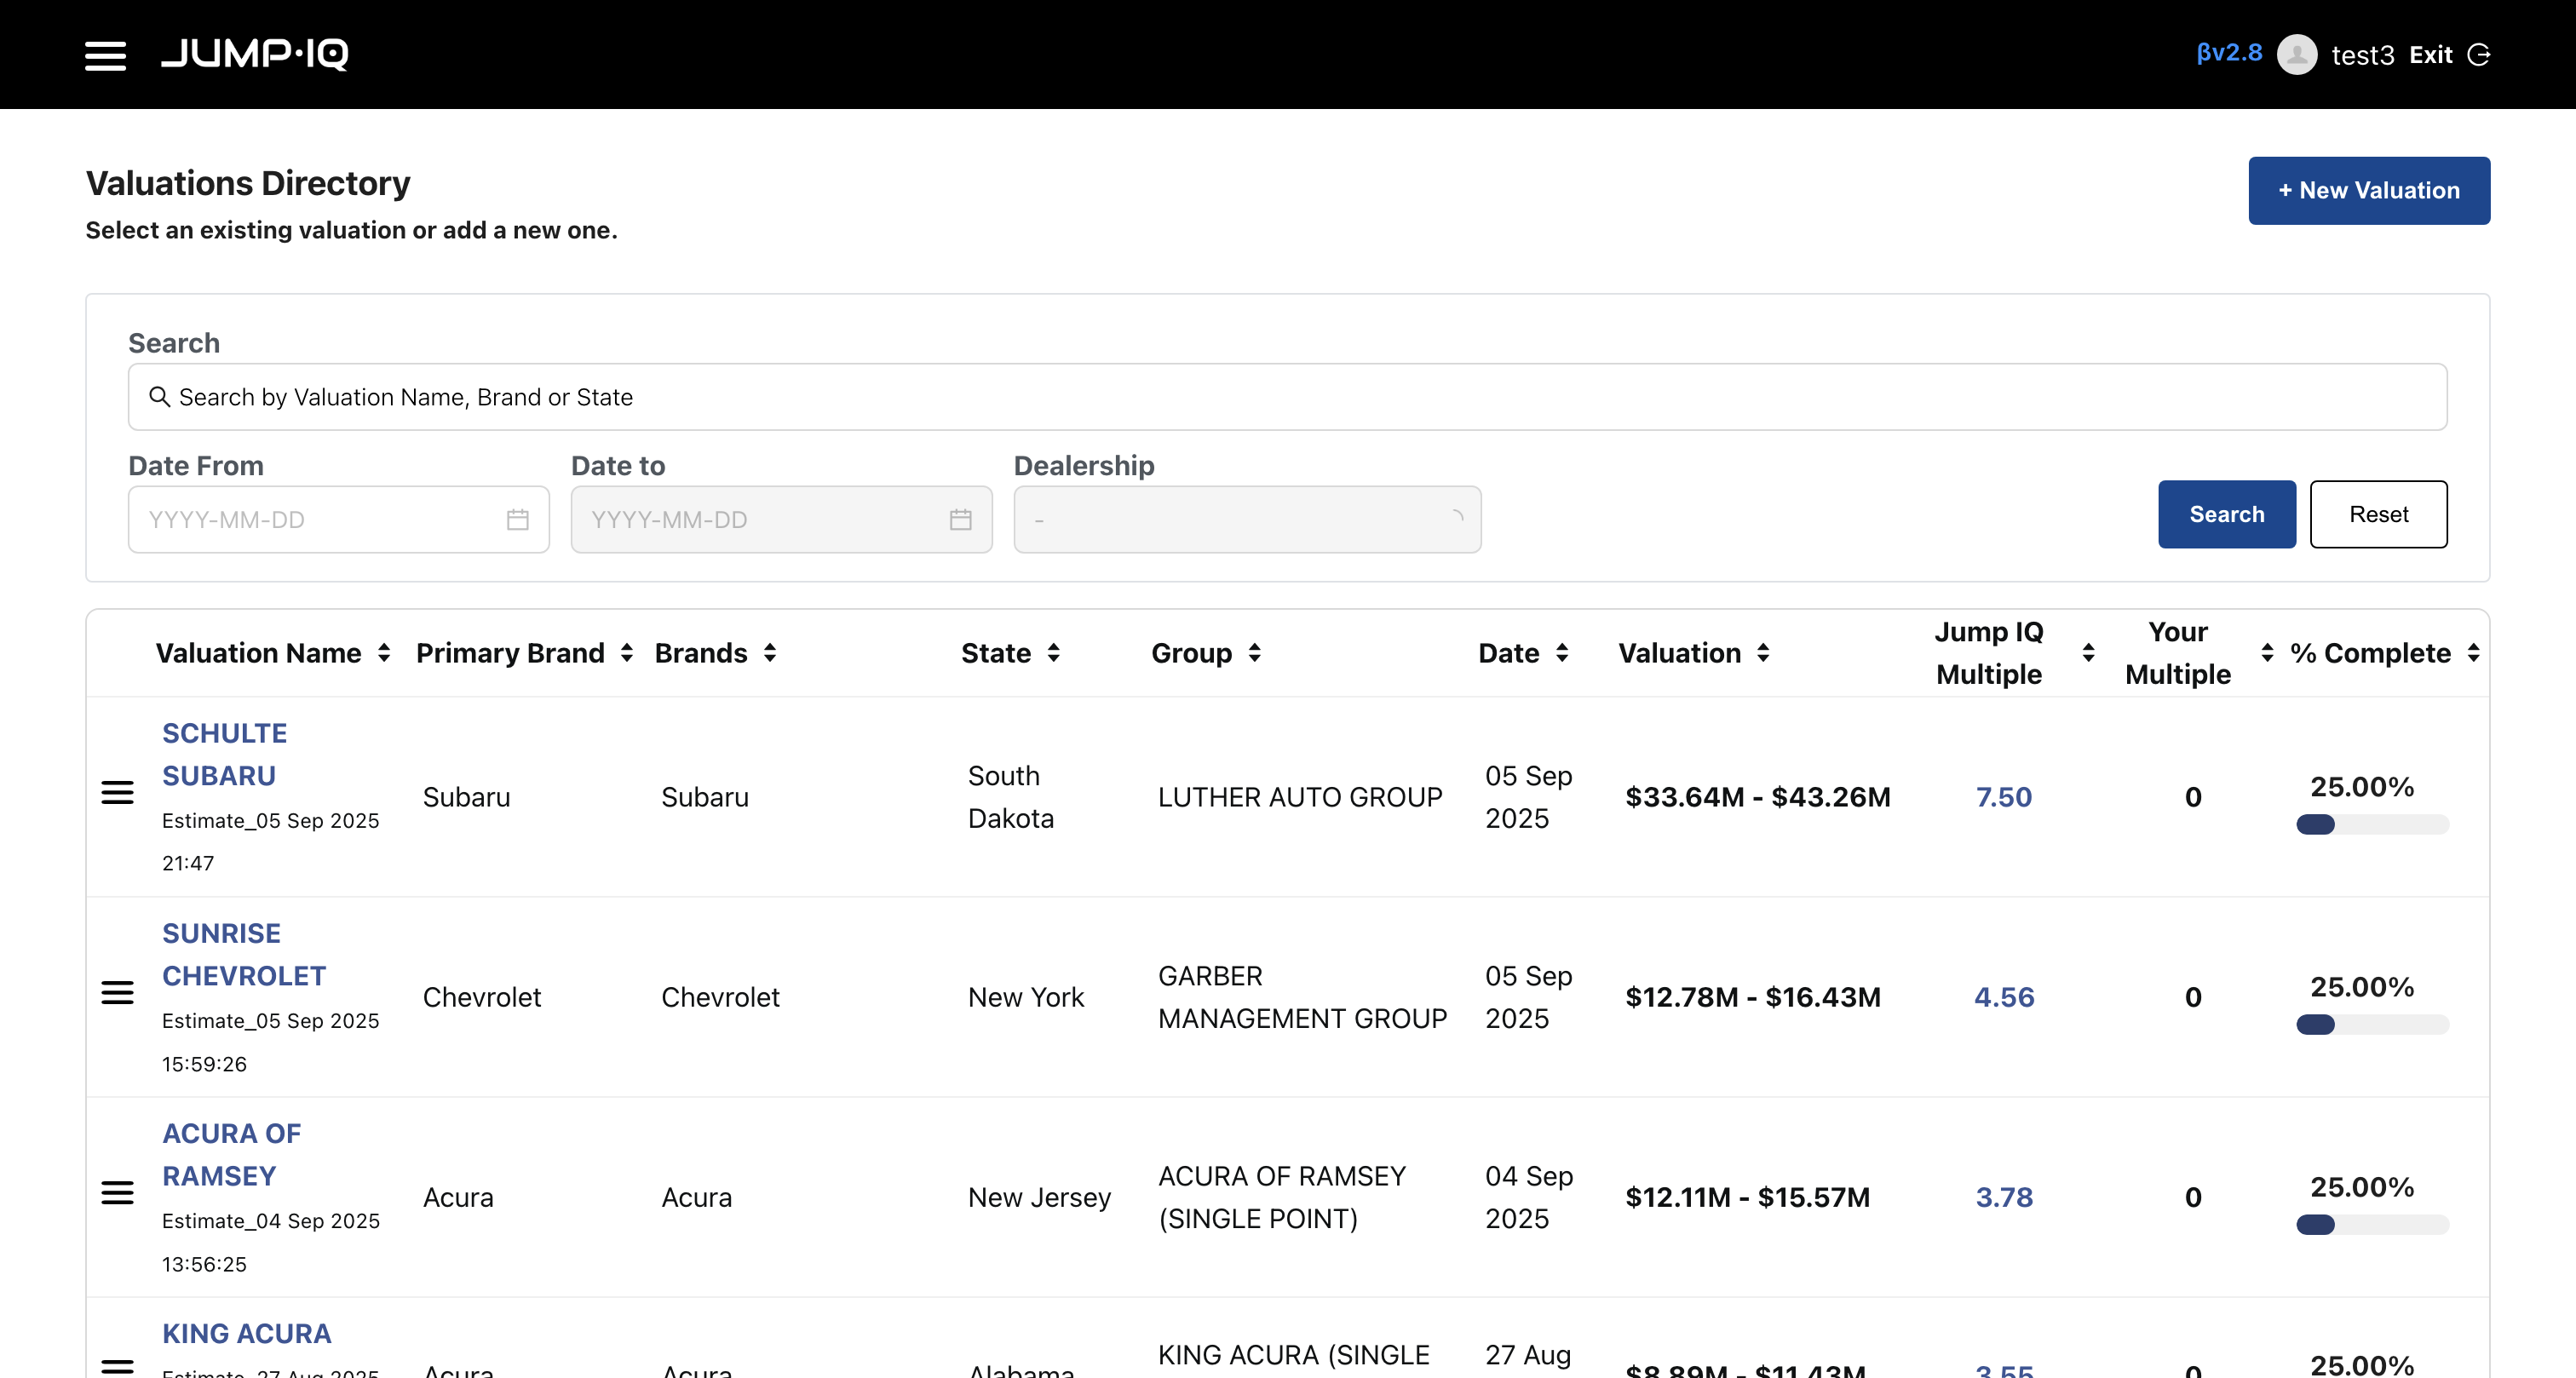 JUMP·IQ
βv2.8 test3 Exit
Valuations Directory
+ New Valuation
Select an existing valuation or add a new one.
Search
Search by Valuation Name, Brand or State
Date From Date to Dealership
YYYY-MM-DD YYYY-MM-DD - Search Reset
Valuation Name Primary Brand Brands State Group Date Valuation Jump IQ Multiple Your Multiple % Complete
SCHULTE
SUBARU
Estimate_05 Sep 2025
21:47
Subaru
Subaru
South
Dakota
LUTHER AUTO GROUP
05 Sep
2025
$33.64M - $43.26M
7.50
0
25.00%
SUNRISE
CHEVROLET
Estimate_05 Sep 2025
15:59:26
Chevrolet
Chevrolet
New York
GARBER
MANAGEMENT GROUP
05 Sep
2025
$12.78M - $16.43M
4.56
0
25.00%
ACURA OF
RAMSEY
Estimate_04 Sep 2025
13:56:25
Acura
Acura
New Jersey
ACURA OF RAMSEY
(SINGLE POINT)
04 Sep
2025
$12.11M - $15.57M
3.78
0
25.00%
KING ACURA
Estimate_27 Aug 2025
Acura
Acura
Alabama
KING ACURA (SINGLE
27 Aug
$8.89M - $11.43M
3.55
0
25.00%